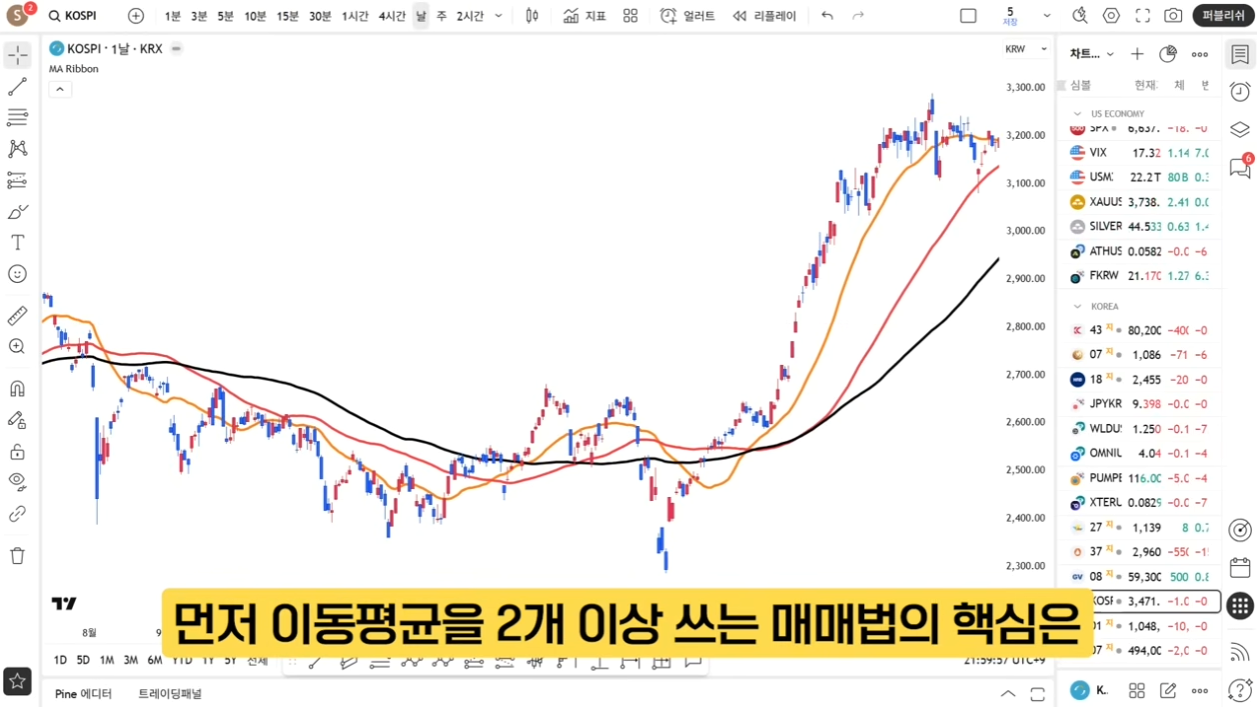 S 2 KOSPI 1분 3분 5분 10분 15분 30분 1시간 4시간 날 주 2시간 지표 얼러트 리플레이 5 저장 퍼블리쉬
KOSPI · 1날 · KRX KRW 차트...
MA Ribbon
심볼 현재 체
3,300.00
US ECONOMY
3,200.00
SPX 6,637. -18. -0
VIX 17.32 1.14 7.0
3,100.00
22.2T 80B 0.3
XAUUS 3,738. 2.41 0.0
3,000.00
SILVER 44.533 0.63 1.4
ATHUS 0.0582 -0.0 -6
2,900.00
FKRW 21.170 1.27 6.3
KOREA
2,800.00
43 지 80,200 -400 -0
07 지 1,086 -71 -6
2,700.00
18 지 2,455 -20 -0
JPYKR 9.398 -0.0 -0
2,600.00
1.250 -0.1 -7
OMNIL 4.04 -0.1 -4
2,500.00
PUMPE 116.00 -5.0 -4
XTERL 0.0829 -0.0 -7
2,400.00
27 지 1,139 8 0.7
37 지 2,960 -550
2,300.00
GV 08 지 59,300 500 0.8
3,471. -1.0 -0
1,048, -10, -0
먼저 이동평균을 2개 이상 쓰는 매매법의 핵심은
8월
494,00 -2,0 -0
1D 5D 1M 3M 6M YTD 1Y 5Y 전체 21:59:57 UTC+9
Pine 에디터 트레이딩패널 K..
6